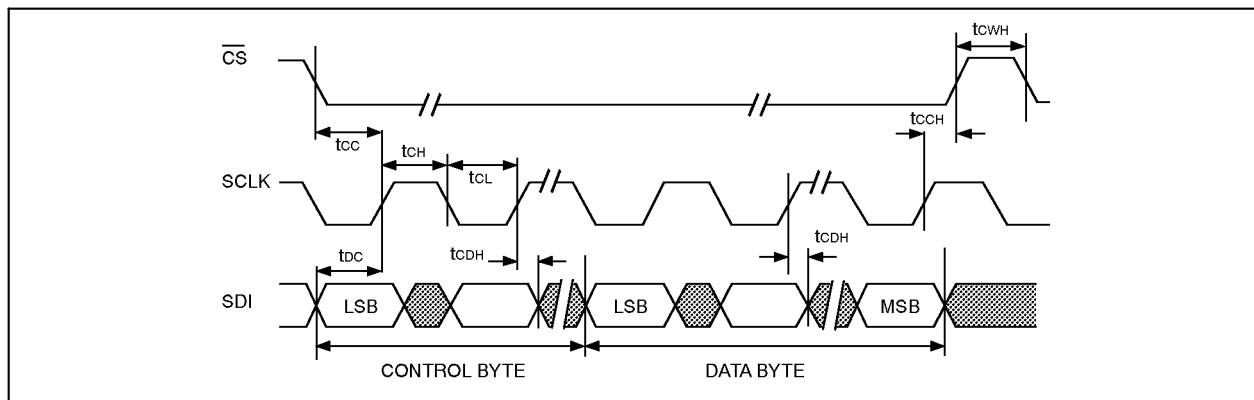 tCWH
CS
tCCH
tCC
tCH
tCL
SCLK
tDC
tCDH
tCDH
SDI
LSB
LSB
MSB
CONTROL BYTE
DATA BYTE